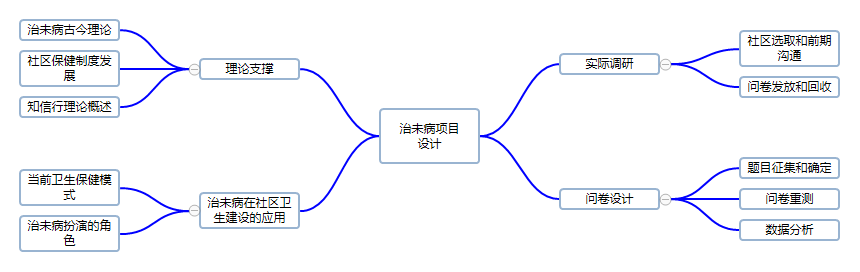 治未病古今理论
社区保健制度发
展
知信行理论概述
理论支撑
当前卫生保健模
式
治未病扮演的角
色
治未病在社区卫
生建设的应用
治未病项目
设计
实际调研
社区选取和前期
沟通
问卷发放和回收
问卷设计
题目征集和确定
问卷重测
数据分析